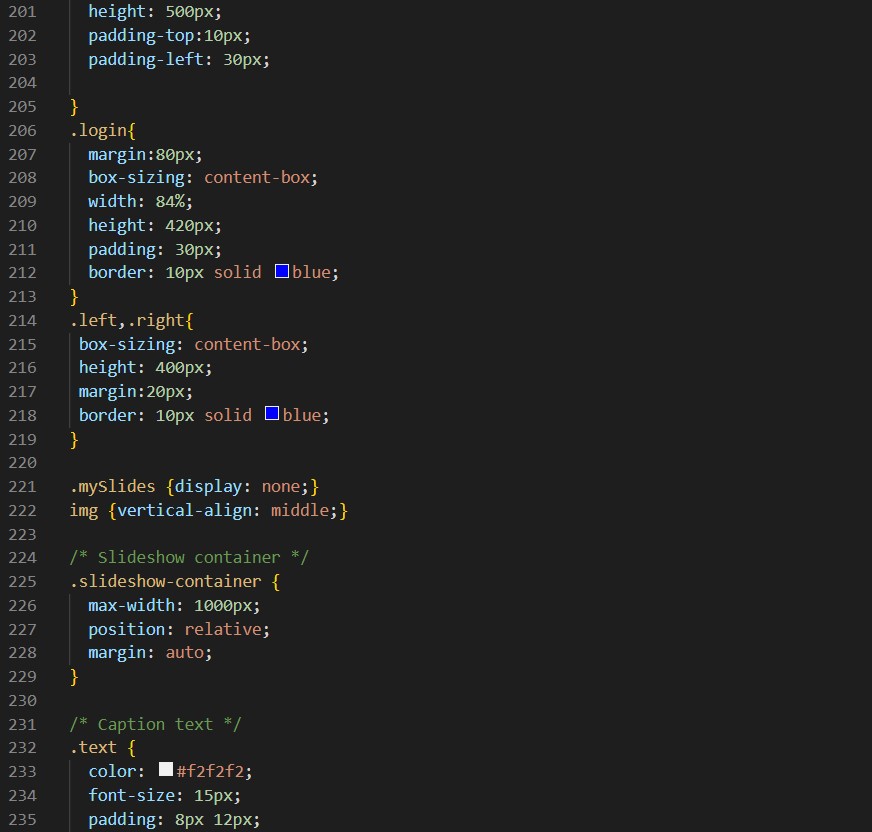 201 height: 500px;
202 padding-top:10px;
203 padding-left: 30px;
204
205 }
206 .login{
207 margin:80px;
208 box-sizing: content-box;
209 width: 84%;
210 height: 420px;
211 padding: 30px;
212 border: 10px solid blue;
213 }
214 .left,.right{
215 box-sizing: content-box;
216 height: 400px;
217 margin:20px;
218 border: 10px solid blue;
219 }
220
221 .mySlides {display: none;}
222 img {vertical-align: middle;}
223
224 /* Slideshow container */
225 .slideshow-container {
226 max-width: 1000px;
227 position: relative;
228 margin: auto;
229 }
230
231 /* Caption text */
232 .text {
233 color: #f2f2f2;
234 font-size: 15px;
235 padding: 8px 12px;